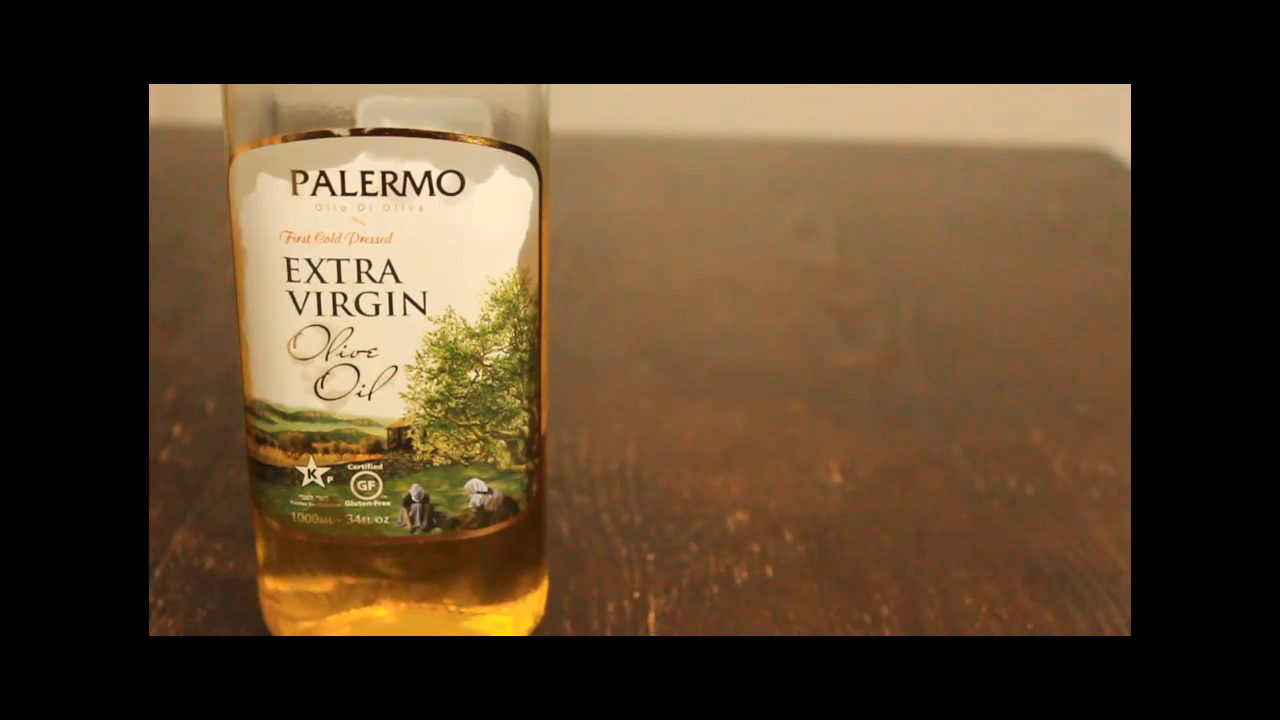 PALERMO
Olio Di Oliva
First Cold Pressed
EXTRA
VIRGIN
Olive
Oil
K P
Certified
GF
Gluten-Free
1000ML - 34FL OZ